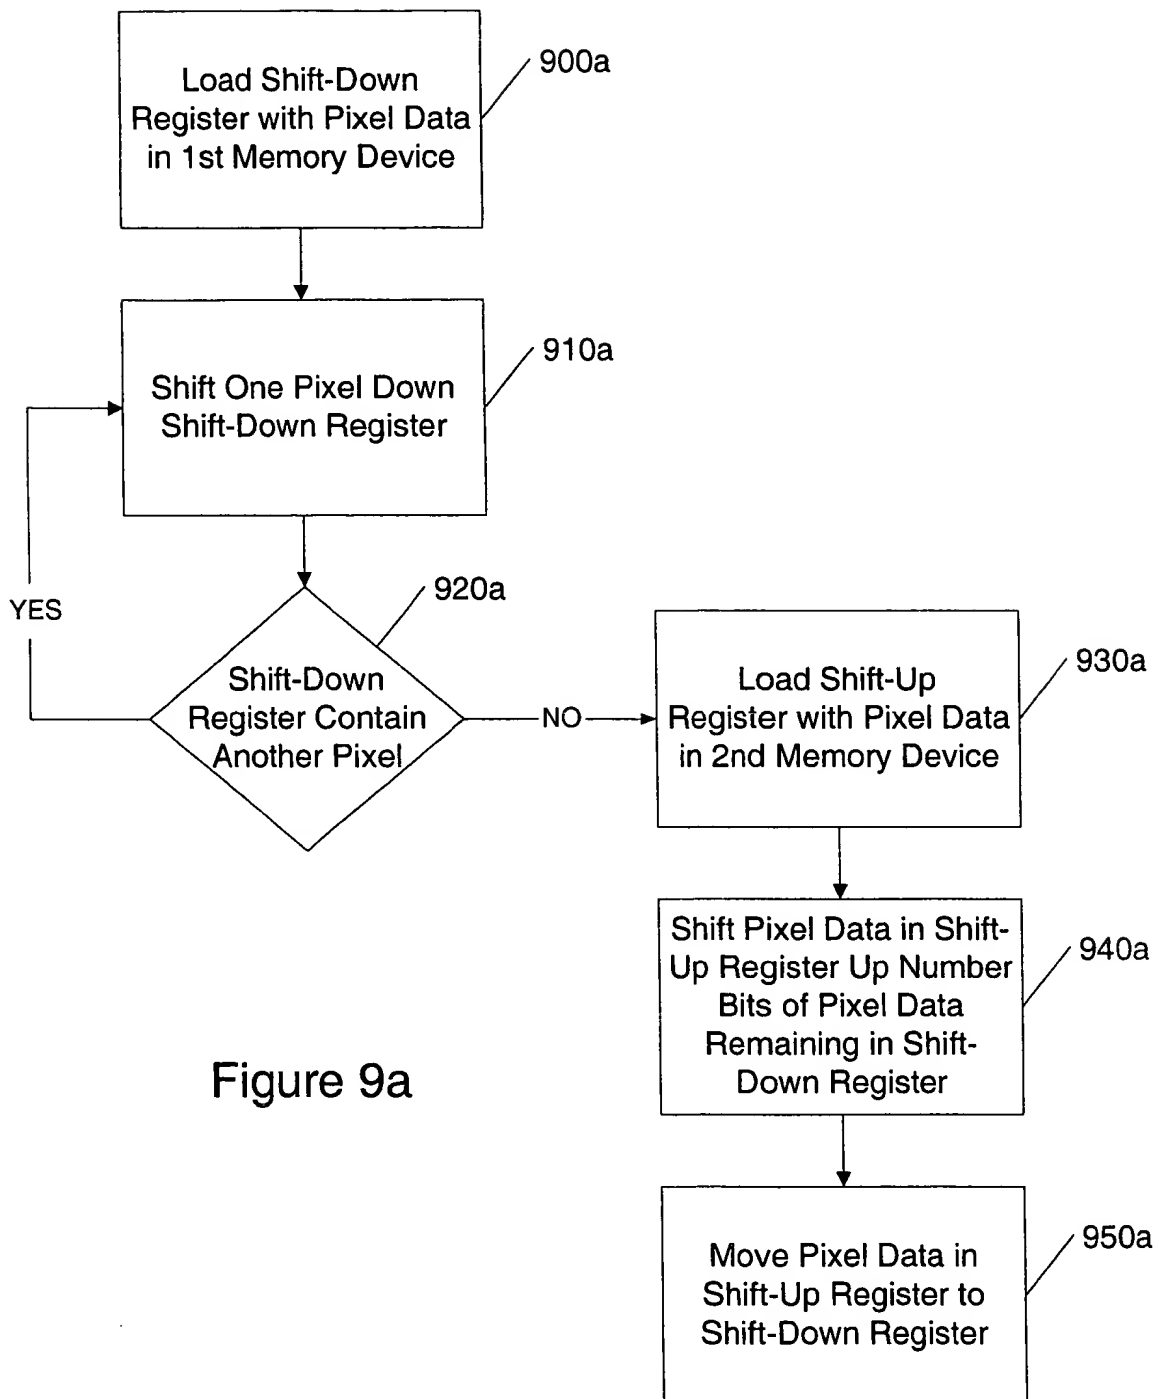 Load Shift-Down
Register with Pixel Data
in 1st Memory Device
900a
Shift One Pixel Down
Shift-Down Register
910a
YES
Shift-Down
Register Contain
Another Pixel
920a
NO
Load Shift-Up
Register with Pixel Data
in 2nd Memory Device
930a
Shift Pixel Data in Shift-
Up Register Up Number
Bits of Pixel Data
Remaining in Shift-
Down Register
940a
Figure 9a
Move Pixel Data in
Shift-Up Register to
Shift-Down Register
950a